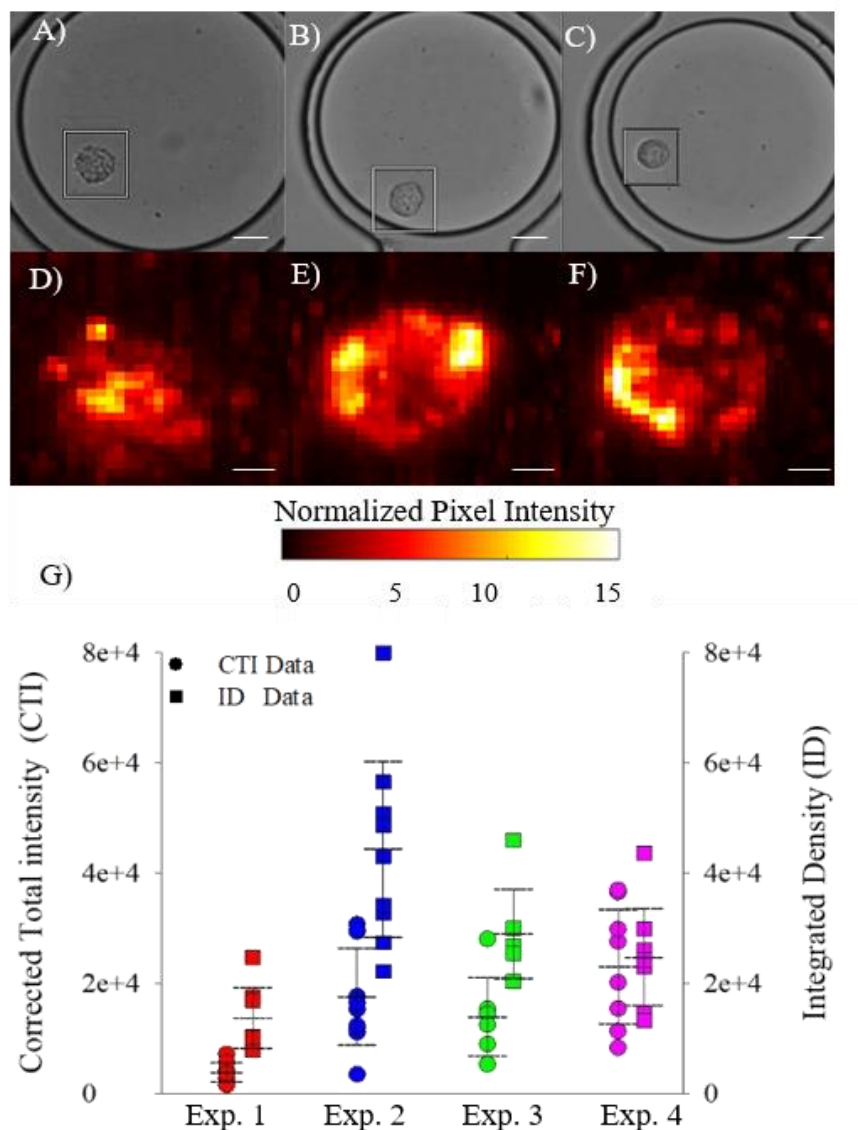 A) B) C)
D) E) F)
Normalized Pixel Intensity
0 5 10 15
G)
8e+4 CTI Data 8e+4
ID Data
6e+4 6e+4
4e+4 4e+4
2e+4 2e+4
0 0
Corrected Total intensity (CTI)
Integrated Density (ID)
Exp. 1 Exp. 2 Exp. 3 Exp. 4